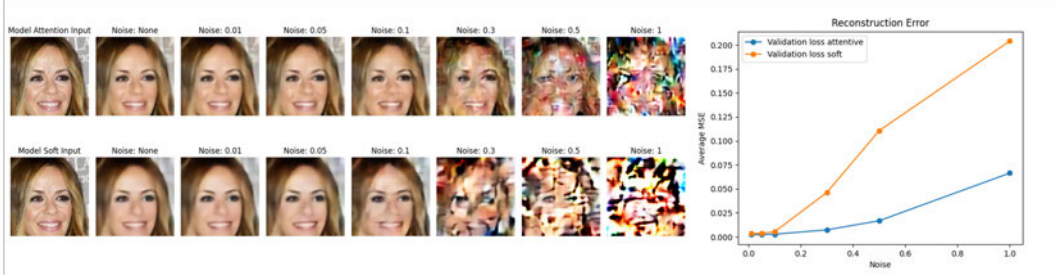 Model Attention Input Noise: None Noise: 0.01 Noise: 0.05 Noise: 0.1 Noise: 0.3 Noise: 0.5 Noise: 1
Model Soft Input Noise: None Noise: 0.01 Noise: 0.05 Noise: 0.1 Noise: 0.3 Noise: 0.5 Noise: 1
Reconstruction Error
Validation loss attentive
Validation loss soft
Average MSE
0.200
0.175
0.150
0.125
0.100
0.075
0.050
0.025
0.000
0.0 0.2 0.4 0.6 0.8 1.0
Noise